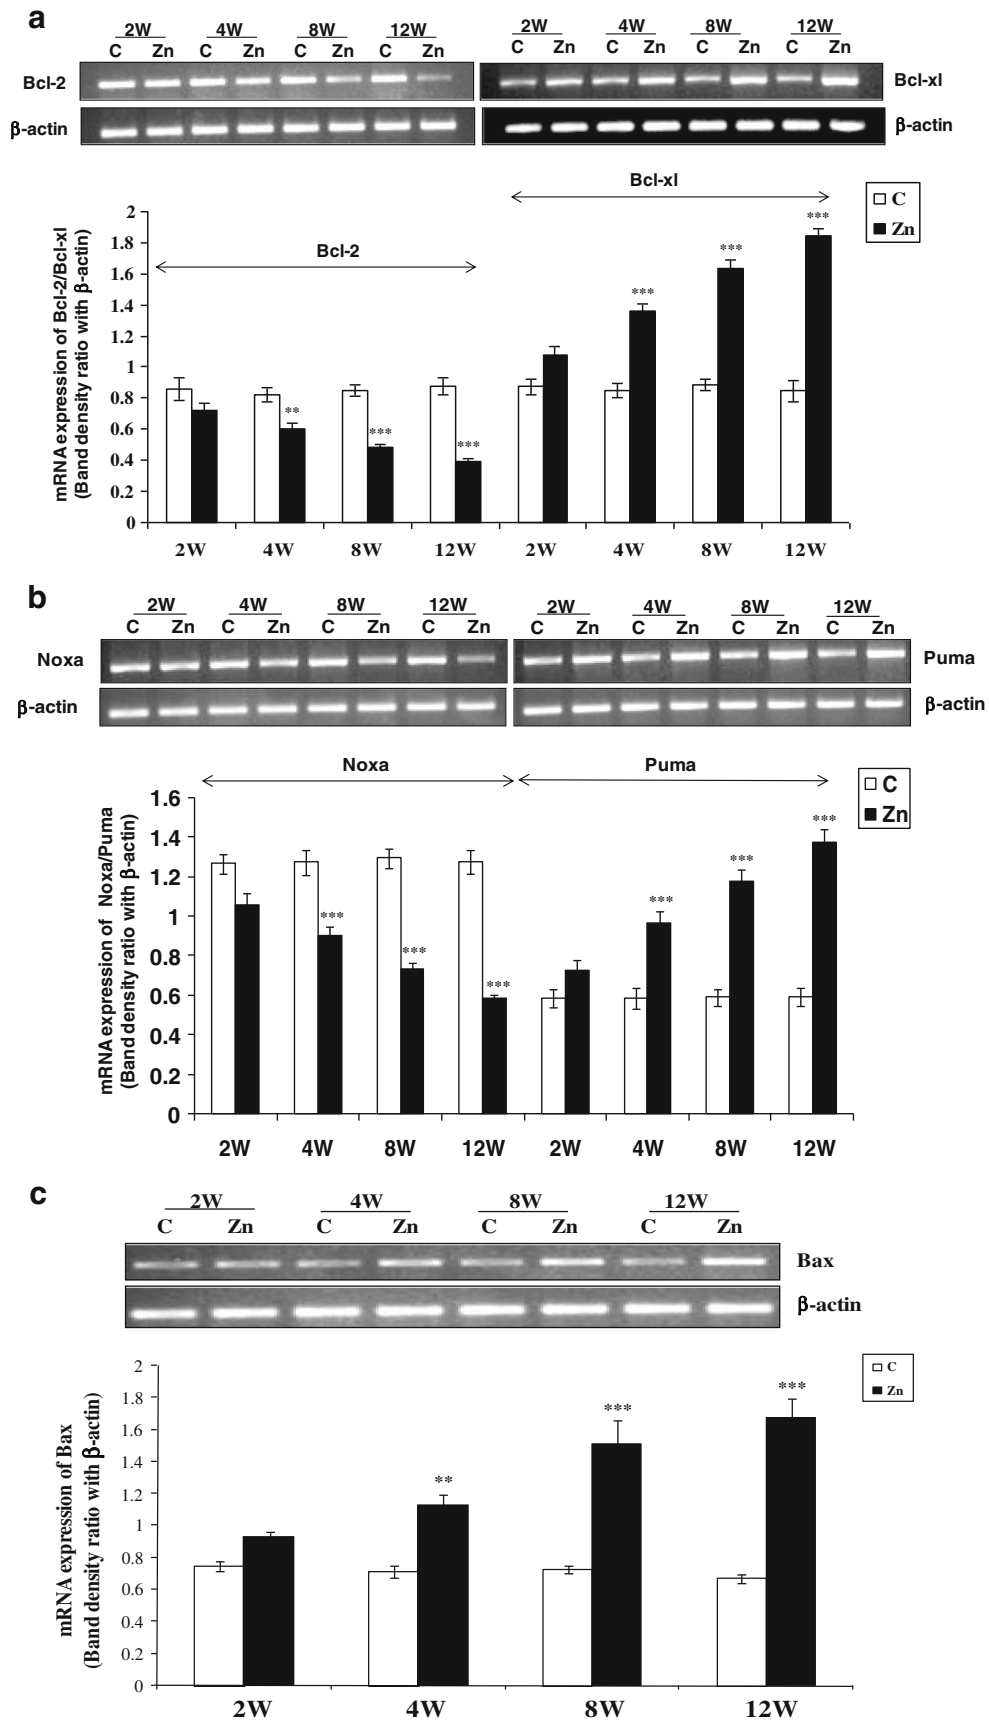 a
2W 4W 8W 12W
C Zn C Zn C Zn C Zn
2W 4W 8W 12W
C Zn C Zn C Zn C Zn
Bcl-2
Bcl-xl
β-actin
β-actin
Bcl-xl
C
Zn
Bcl-2
mRNA expression of Bcl-2/Bcl-xl
(Band density ratio with β-actin)
2
1.8
1.6
1.4
1.2
1
0.8
0.6
0.4
0.2
0
**
***
***
***
***
***
2W 4W 8W 12W 2W 4W 8W 12W
b
2W 4W 8W 12W
C Zn C Zn C Zn C Zn
2W 4W 8W 12W
C Zn C Zn C Zn C Zn
Noxa
Puma
β-actin
β-actin
Noxa
Puma
C
Zn
mRNA expression of Noxa/Puma
(Band density ratio with β-actin)
1.6
1.4
1.2
1
0.8
0.6
0.4
0.2
0
***
***
***
***
***
***
2W 4W 8W 12W 2W 4W 8W 12W
c
2W 4W 8W 12W
C Zn C Zn C Zn C Zn
Bax
β-actin
C
Zn
mRNA expression of Bax
(Band density ratio with β-actin)
2
1.8
1.6
1.4
1.2
1
0.8
0.6
0.4
0.2
0
**
***
***
2W 4W 8W 12W